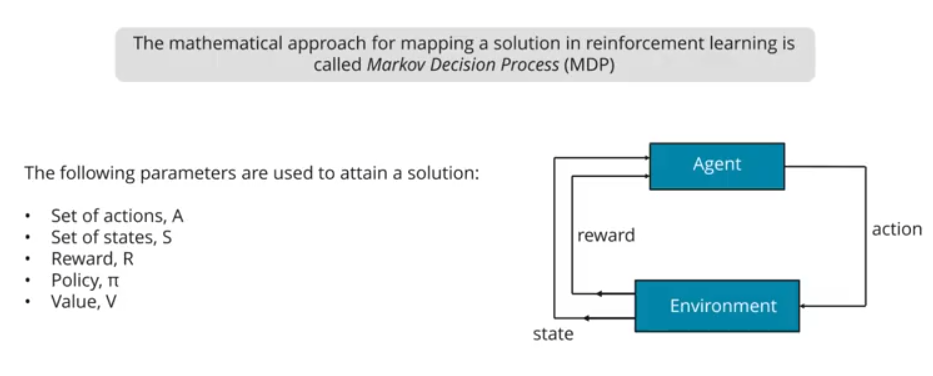 The mathematical approach for mapping a solution in reinforcement learning is
called Markov Decision Process (MDP)
The following parameters are used to attain a solution:
• Set of actions, A
• Set of states, S
• Reward, R
• Policy, π
• Value, V
Agent
reward
action
Environment
state